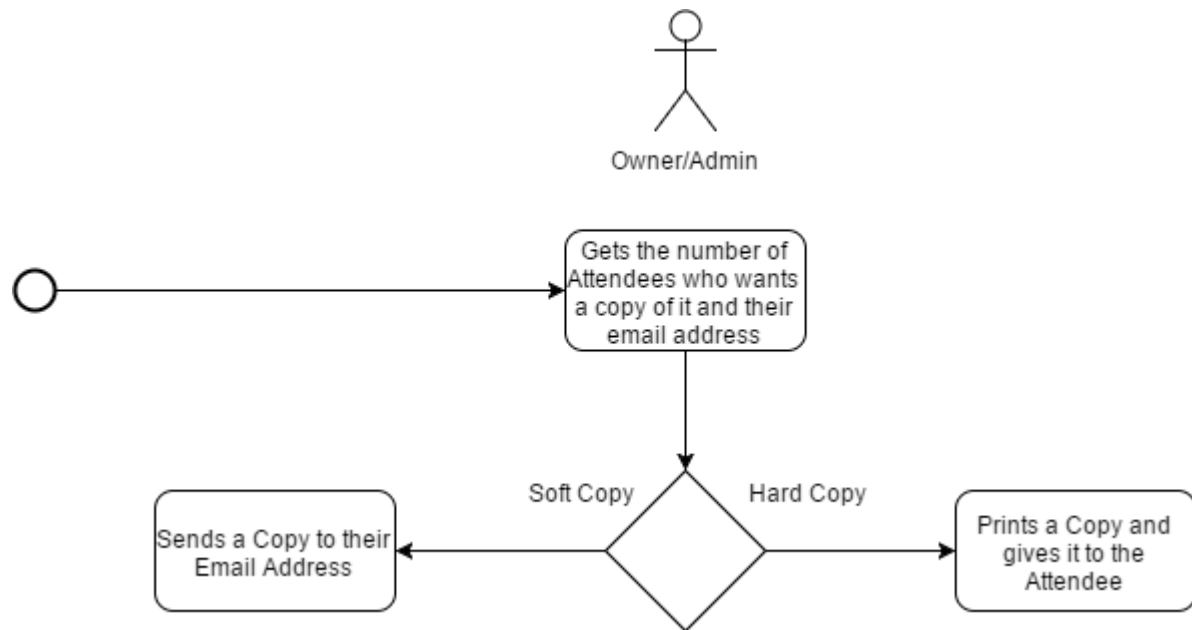 Owner/Admin
Gets the number of
Attendees who wants
a copy of it and their
email address
Soft Copy
Hard Copy
Sends a Copy to their
Email Address
Prints a Copy and
gives it to the
Attendee